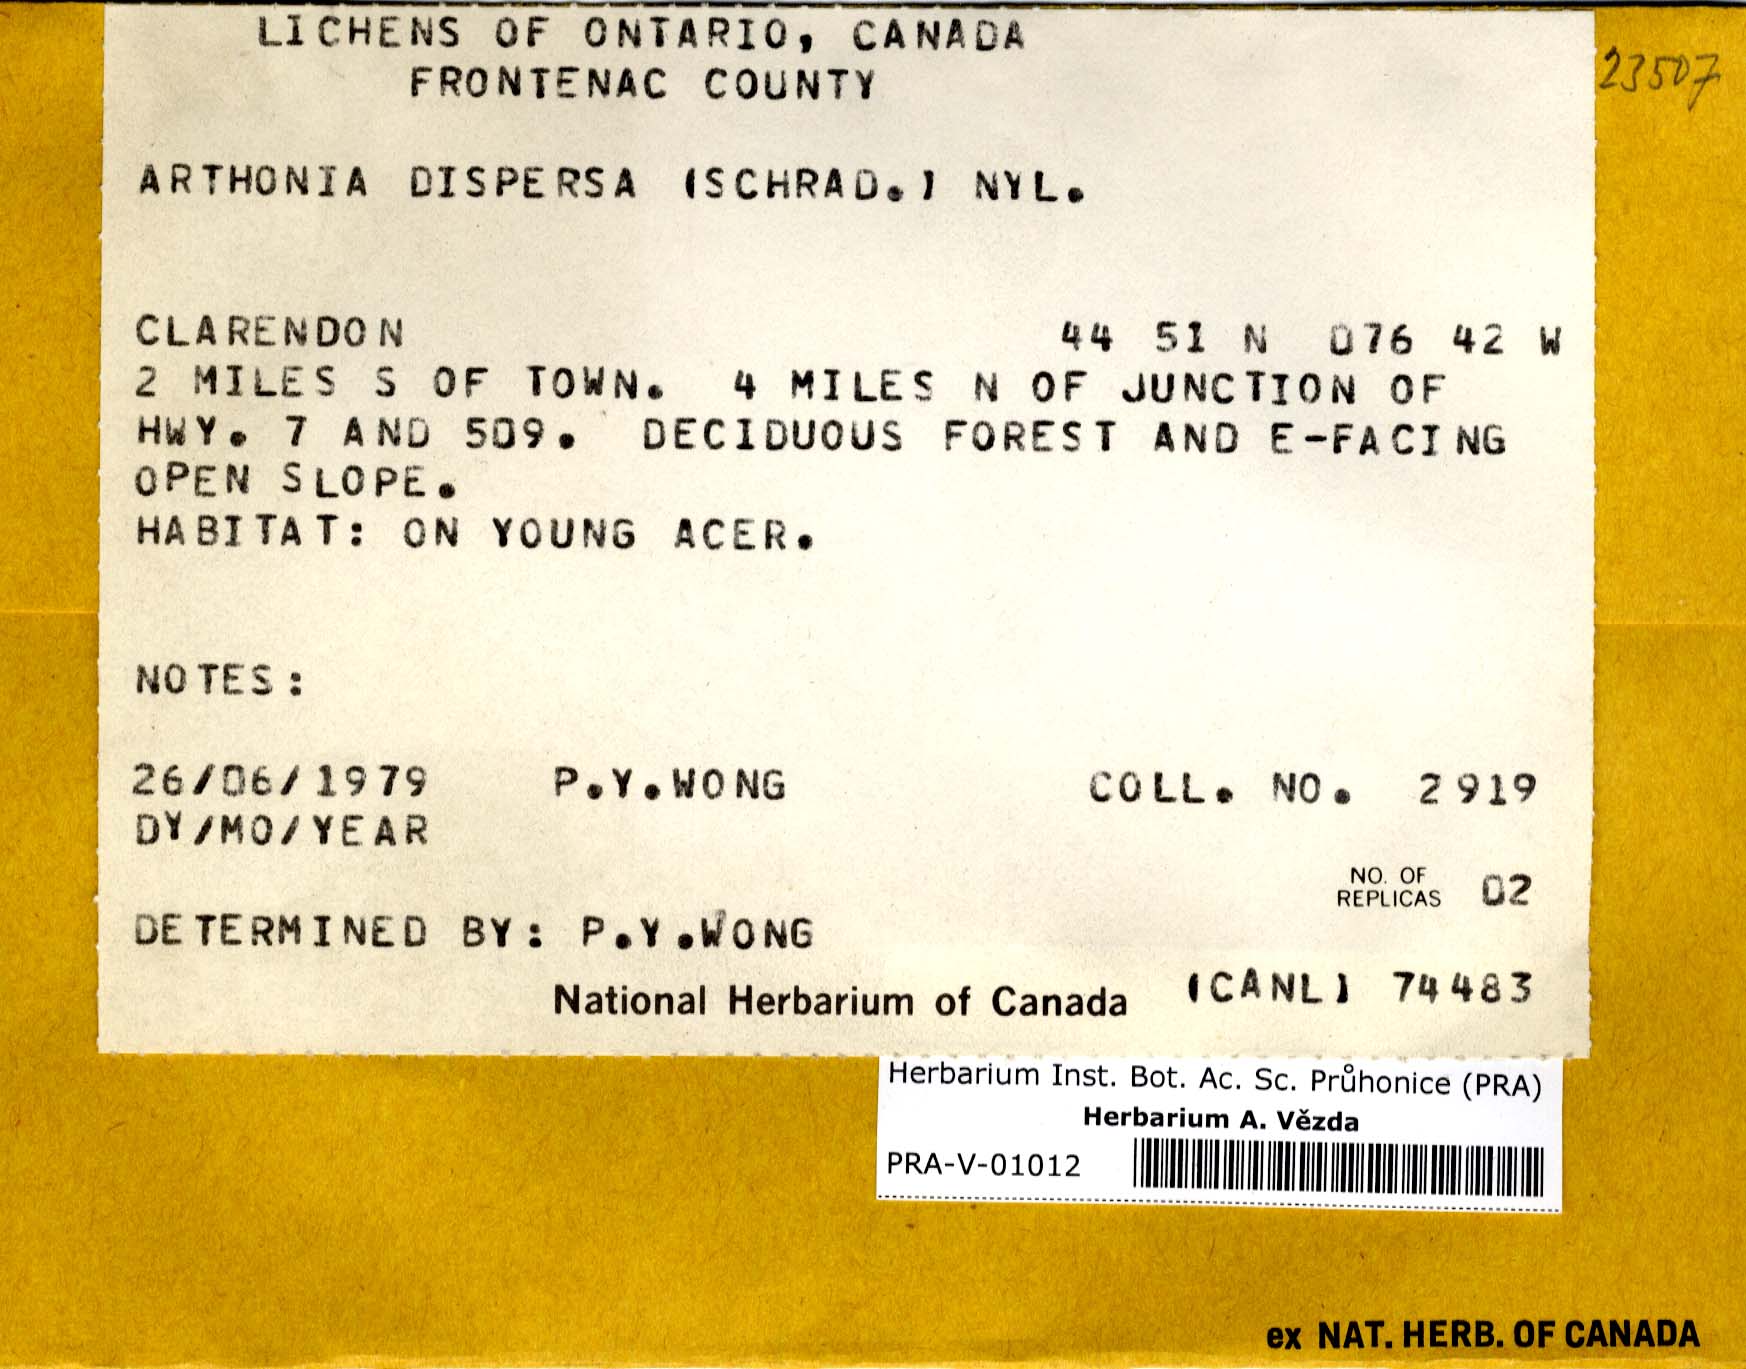 LICHENS OF ONTARIO, CANADA
FRONTENAC COUNTY
23507
ARTHONIA DISPERSA (SCHRAD.) NYL.
CLARENDON 44 51 N 076 42 W
2 MILES S OF TOWN. 4 MILES N OF JUNCTION OF
HWY. 7 AND 509. DECIDUOUS FOREST AND E-FACING
OPEN SLOPE.
HABITAT: ON YOUNG ACER.
NOTES:
26/06/1979 P.Y.WONG COLL. NO. 2919
DY/MO/YEAR
NO. OF
REPLICAS 02
DETERMINED BY: P.Y.WONG
National Herbarium of Canada (CANL) 74483
Herbarium Inst. Bot. Ac. Sc. Průhonice (PRA)
Herbarium A. Vězda
PRA-V-01012
ex NAT. HERB. OF CANADA